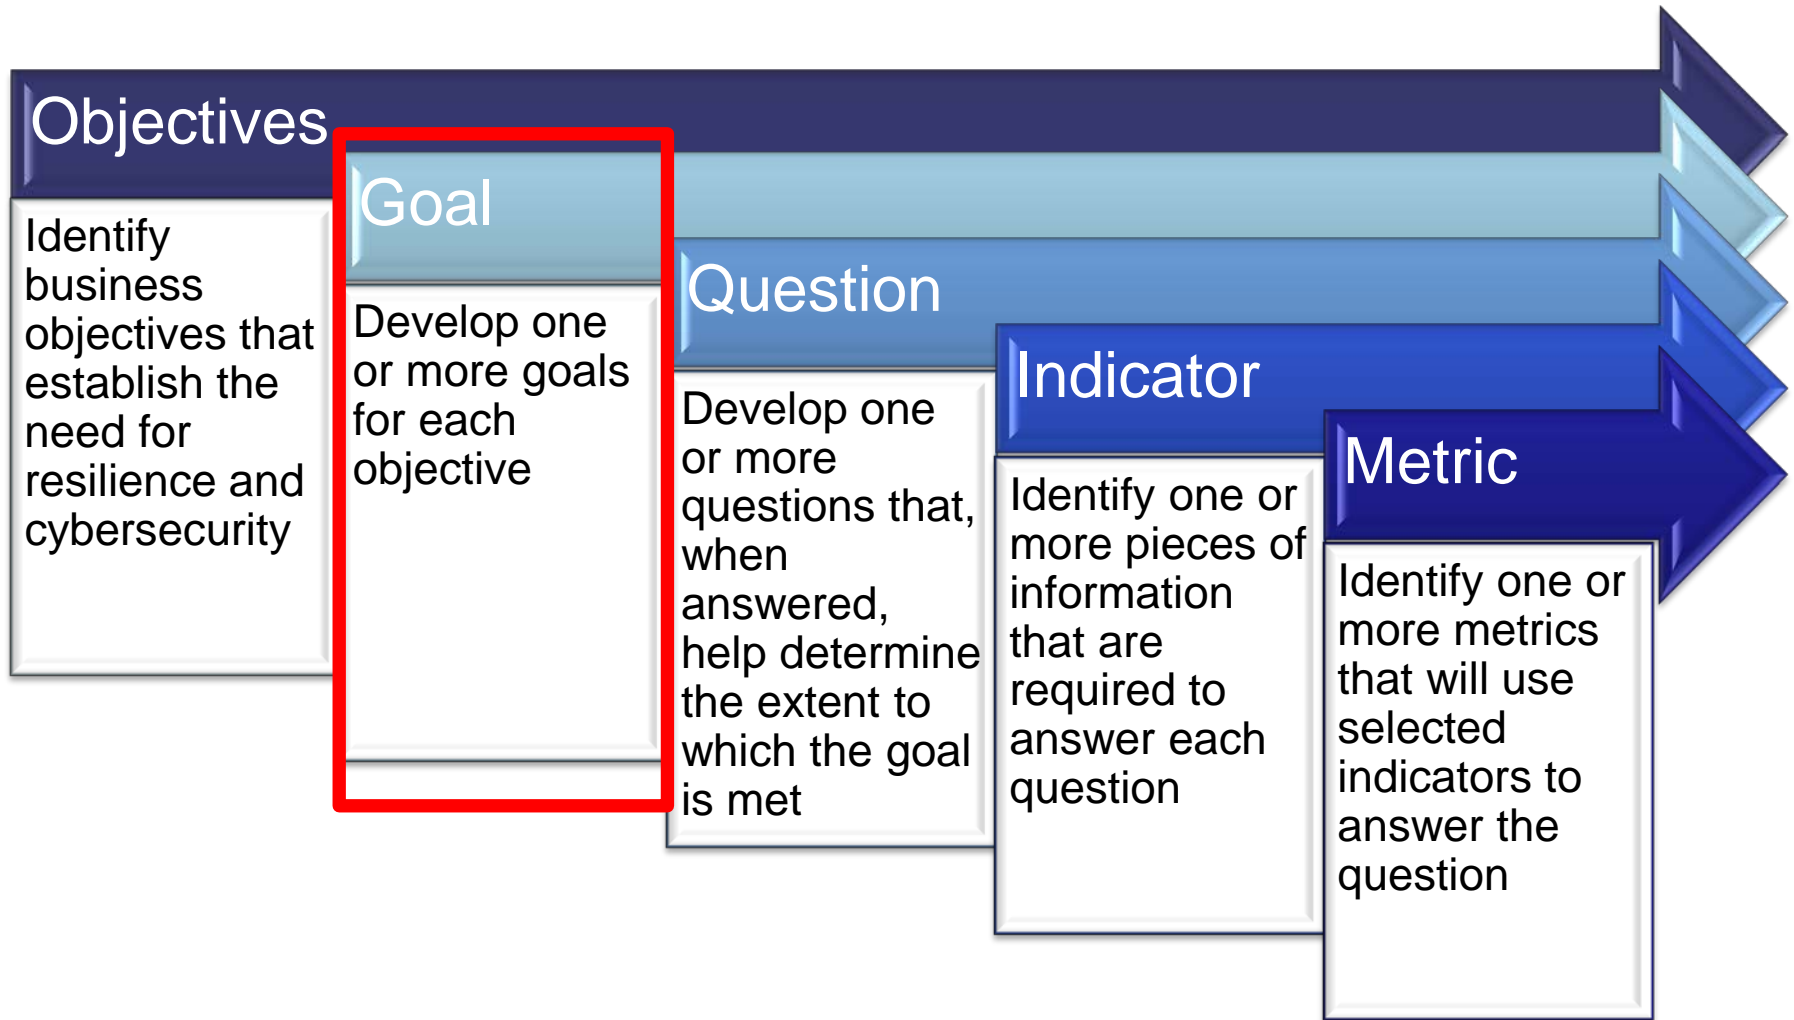 Objectives
Identify
business
objectives that
establish the
need for
resilience and
cybersecurity
Goal
Develop one
or more goals
for each
objective
Question
Develop one
or more
questions that,
when
answered,
help determine
the extent to
which the goal
is met
Indicator
Identify one or
more pieces of
information
that are
required to
answer each
question
Metric
Identify one or
more metrics
that will use
selected
indicators to
answer the
question